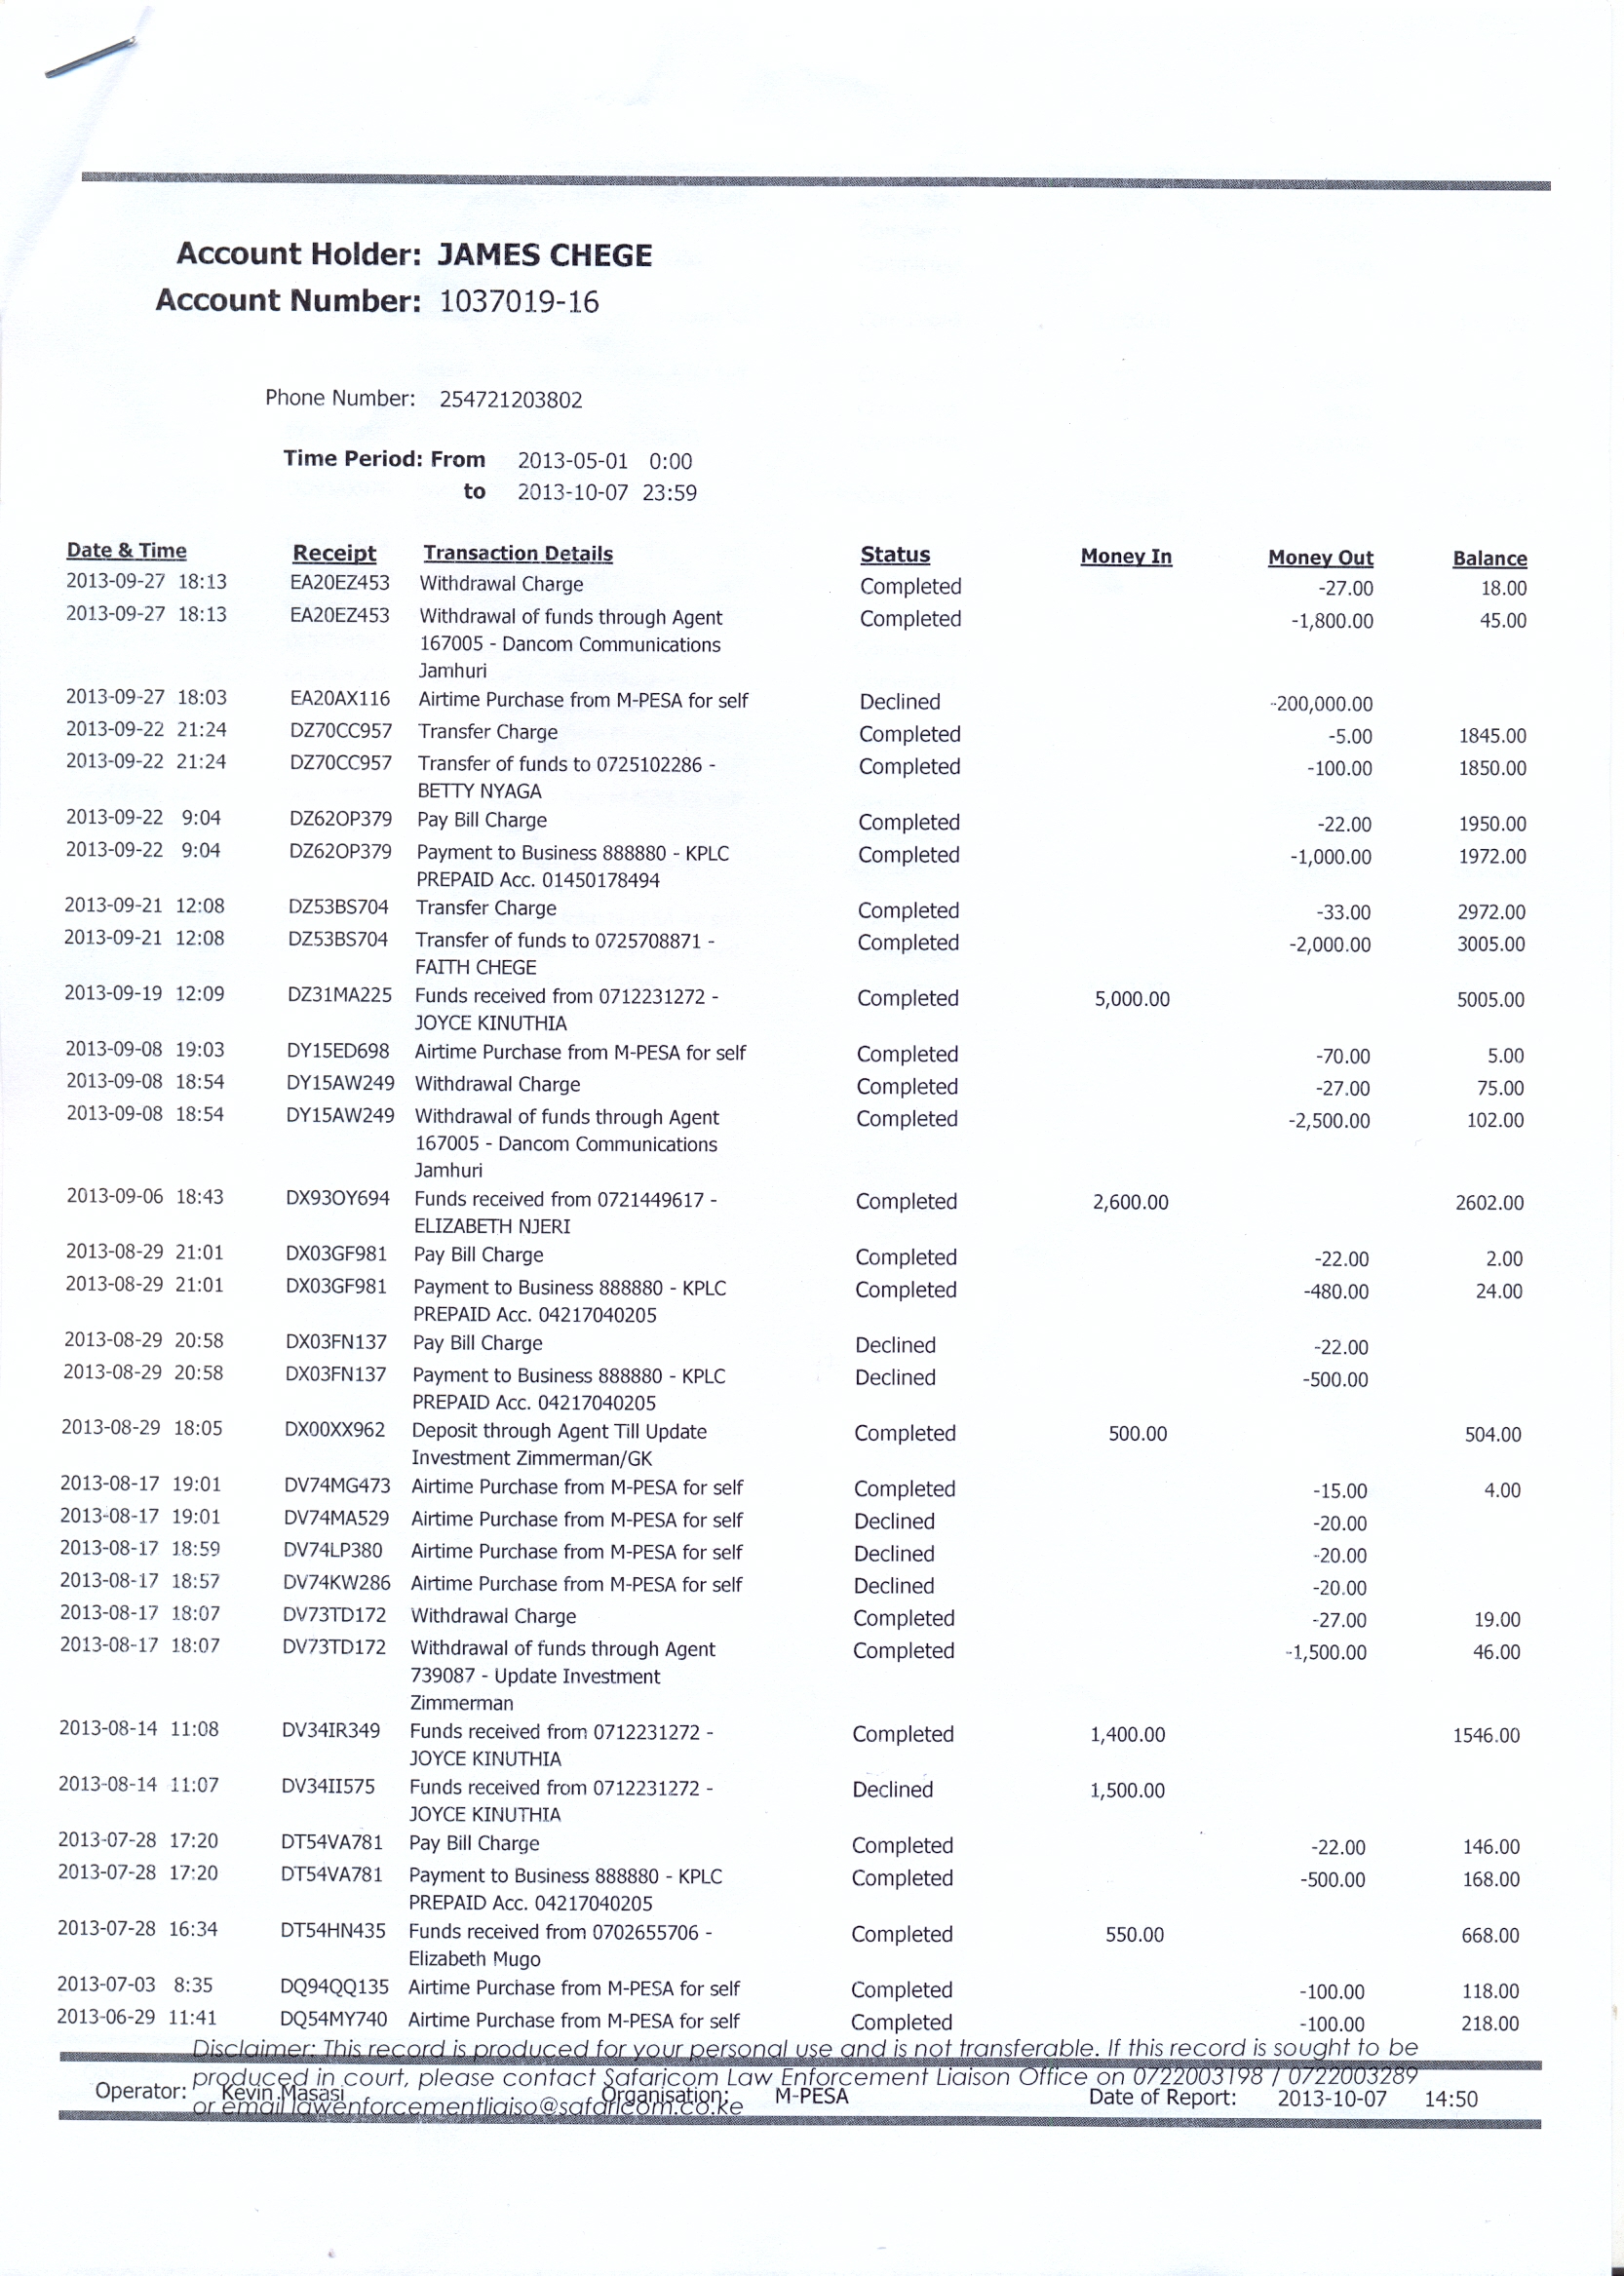 Account Holder: JAMES CHEGE
Account Number: 1037019-16
Phone Number: 254721203802
Time Period: From 2013-05-01 0:00
to 2013-10-07 23:59
Date & Time Receipt Transaction Details Status Money In Money Out Balance
2013-09-27 18:13 EA20EZ453 Withdrawal Charge Completed -27.00 18.00
2013-09-27 18:13 EA20EZ453 Withdrawal of funds through Agent Completed -1,800.00 45.00
167005 - Dancom Communications
Jamhuri
2013-09-27 18:03 EA20AX116 Airtime Purchase from M-PESA for self Declined -200,000.00
2013-09-22 21:24 DZ70CC957 Transfer Charge Completed -5.00 1845.00
2013-09-22 21:24 DZ70CC957 Transfer of funds to 0725102286 - Completed -100.00 1850.00
BETTY NYAGA
2013-09-22 9:04 DZ62OP379 Pay Bill Charge Completed -22.00 1950.00
2013-09-22 9:04 DZ62OP379 Payment to Business 888880 - KPLC Completed -1,000.00 1972.00
PREPAID Acc. 01450178494
2013-09-21 12:08 DZ53BS704 Transfer Charge Completed -33.00 2972.00
2013-09-21 12:08 DZ53BS704 Transfer of funds to 0725708871 - Completed -2,000.00 3005.00
FAITH CHEGE
2013-09-19 12:09 DZ31MA225 Funds received from 0712231272 - Completed 5,000.00 5005.00
JOYCE KINUTHIA
2013-09-08 19:03 DY15ED698 Airtime Purchase from M-PESA for self Completed -70.00 5.00
2013-09-08 18:54 DY15AW249 Withdrawal Charge Completed -27.00 75.00
2013-09-08 18:54 DY15AW249 Withdrawal of funds through Agent Completed -2,500.00 102.00
167005 - Dancom Communications
Jamhuri
2013-09-06 18:43 DX93OY694 Funds received from 0721449617 - Completed 2,600.00 2602.00
ELIZABETH NJERI
2013-08-29 21:01 DX03GF981 Pay Bill Charge Completed -22.00 2.00
2013-08-29 21:01 DX03GF981 Payment to Business 888880 - KPLC Completed -480.00 24.00
PREPAID Acc. 04217040205
2013-08-29 20:58 DX03FN137 Pay Bill Charge Declined -22.00
2013-08-29 20:58 DX03FN137 Payment to Business 888880 - KPLC Declined -500.00
PREPAID Acc. 04217040205
2013-08-29 18:05 DX00XX962 Deposit through Agent Till Update Completed 500.00 504.00
Investment Zimmerman/GK
2013-08-17 19:01 DV74MG473 Airtime Purchase from M-PESA for self Completed -15.00 4.00
2013-08-17 19:01 DV74MA529 Airtime Purchase from M-PESA for self Declined -20.00
2013-08-17 18:59 DV74LP380 Airtime Purchase from M-PESA for self Declined -20.00
2013-08-17 18:57 DV74KW286 Airtime Purchase from M-PESA for self Declined -20.00
2013-08-17 18:07 DV73TD172 Withdrawal Charge Completed -27.00 19.00
2013-08-17 18:07 DV73TD172 Withdrawal of funds through Agent Completed -1,500.00 46.00
739087 - Update Investment
Zimmerman
2013-08-14 11:08 DV34IR349 Funds received from 0712231272 - Completed 1,400.00 1546.00
JOYCE KINUTHIA
2013-08-14 11:07 DV34II575 Funds received from 0712231272 - Declined 1,500.00
JOYCE KINUTHIA
2013-07-28 17:20 DT54VA781 Pay Bill Charge Completed -22.00 146.00
2013-07-28 17:20 DT54VA781 Payment to Business 888880 - KPLC Completed -500.00 168.00
PREPAID Acc. 04217040205
2013-07-28 16:34 DT54HN435 Funds received from 0702655706 - Completed 550.00 668.00
Elizabeth Mugo
2013-07-03 8:35 DQ94QQ135 Airtime Purchase from M-PESA for self Completed -100.00 118.00
2013-06-29 11:41 DQ54MY740 Airtime Purchase from M-PESA for self Completed -100.00 218.00
Disclaimer: This record is produced for your personal use and is not transferable. If this record is sought to be
produced in court, please contact Safaricom Law Enforcement Liaison Office on 0722003198 / 0722003289
or email lawenforcementliaiso@safaricom.co.ke
Operator: Kevin Masasi Organisation: M-PESA Date of Report: 2013-10-07 14:50